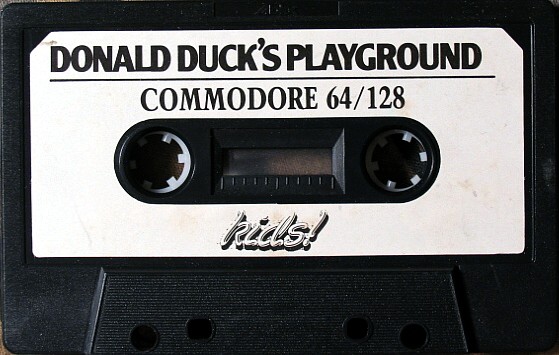 DONALD DUCK'S PLAYGROUND
COMMODORE 64/128
kids!